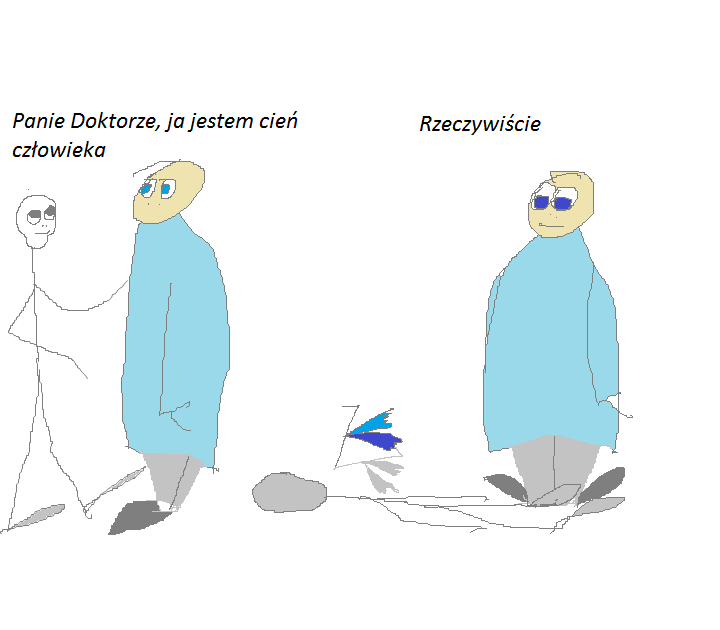 Panie Doktorze, ja jestem cień
człowieka
Rzeczywiście